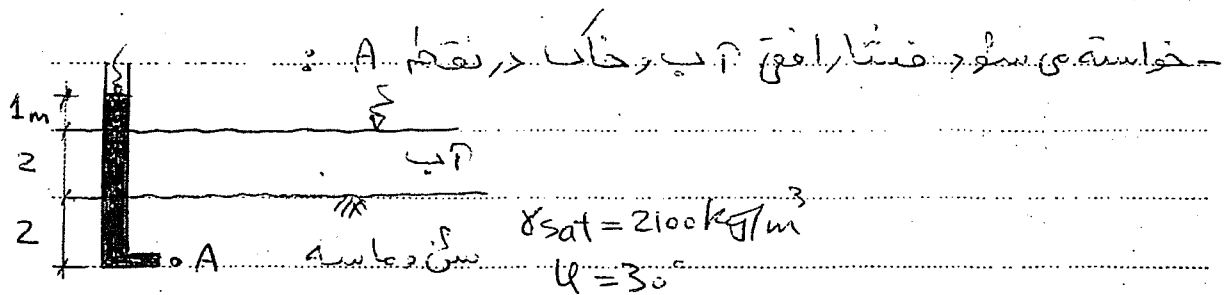 خواسته می شود فشار افقی آب و خاک در نقطه A :
1m
آب
2
2
γsat = 2100 kg/m³
A
شن و ماسه
φ = 30°